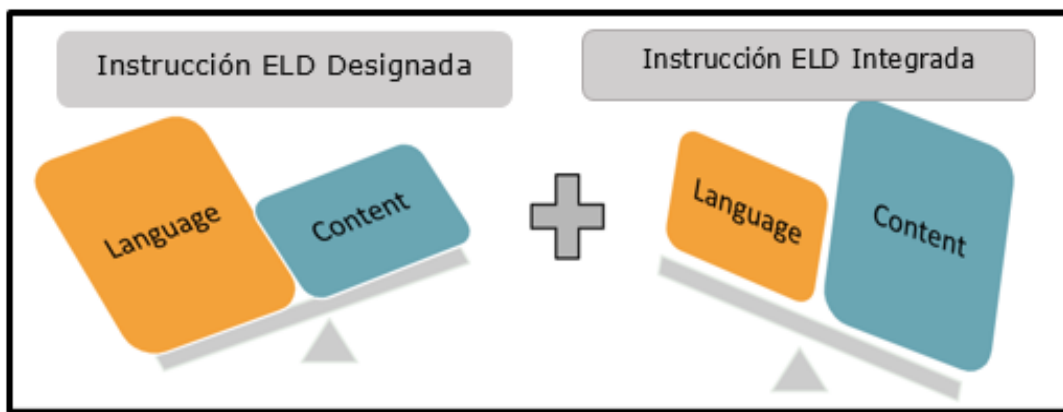 Instrucción ELD Designada
Instrucción ELD Integrada
Language
Content
Language
Content